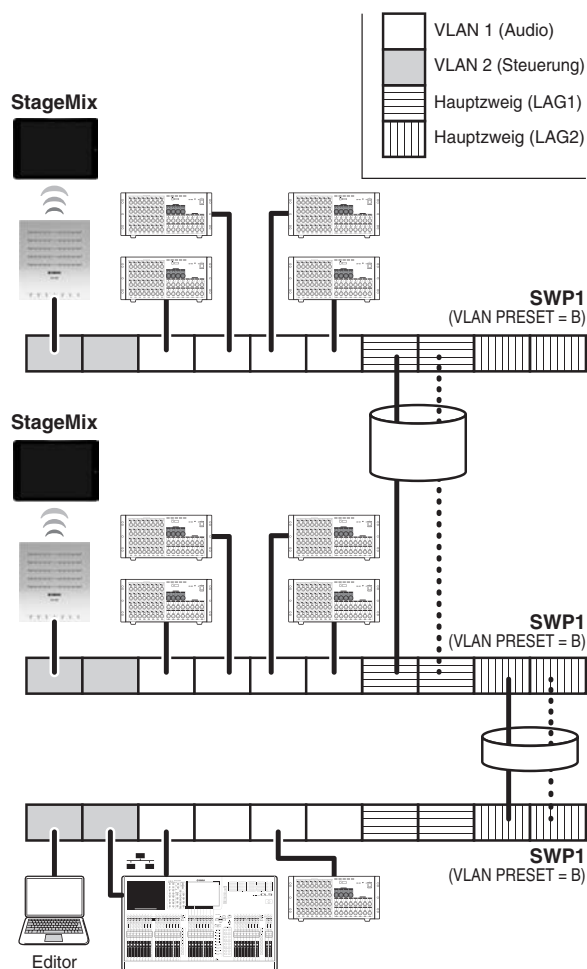 VLAN 1 (Audio)
VLAN 2 (Steuerung)
Hauptzweig (LAG1)
Hauptzweig (LAG2)
StageMix
SWP1
(VLAN PRESET = B)
StageMix
SWP1
(VLAN PRESET = B)
SWP1
(VLAN PRESET = B)
Editor